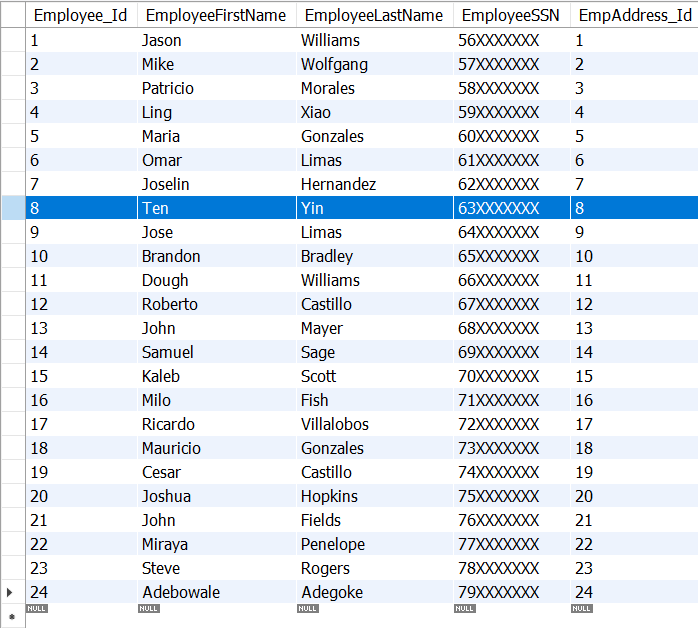 Employee_Id EmployeeFirstName EmployeeLastName EmployeeSSN EmpAddress_Id
1 Jason Williams 56XXXXXXX 1
2 Mike Wolfgang 57XXXXXXX 2
3 Patricio Morales 58XXXXXXX 3
4 Ling Xiao 59XXXXXXX 4
5 Maria Gonzales 60XXXXXXX 5
6 Omar Limas 61XXXXXXX 6
7 Joselin Hernandez 62XXXXXXX 7
8 Ten Yin 63XXXXXXX 8
9 Jose Limas 64XXXXXXX 9
10 Brandon Bradley 65XXXXXXX 10
11 Dough Williams 66XXXXXXX 11
12 Roberto Castillo 67XXXXXXX 12
13 John Mayer 68XXXXXXX 13
14 Samuel Sage 69XXXXXXX 14
15 Kaleb Scott 70XXXXXXX 15
16 Milo Fish 71XXXXXXX 16
17 Ricardo Villalobos 72XXXXXXX 17
18 Mauricio Gonzales 73XXXXXXX 18
19 Cesar Castillo 74XXXXXXX 19
20 Joshua Hopkins 75XXXXXXX 20
21 John Fields 76XXXXXXX 21
22 Miraya Penelope 77XXXXXXX 22
23 Steve Rogers 78XXXXXXX 23
24 Adebowale Adegoke 79XXXXXXX 24
NULL NULL NULL NULL NULL